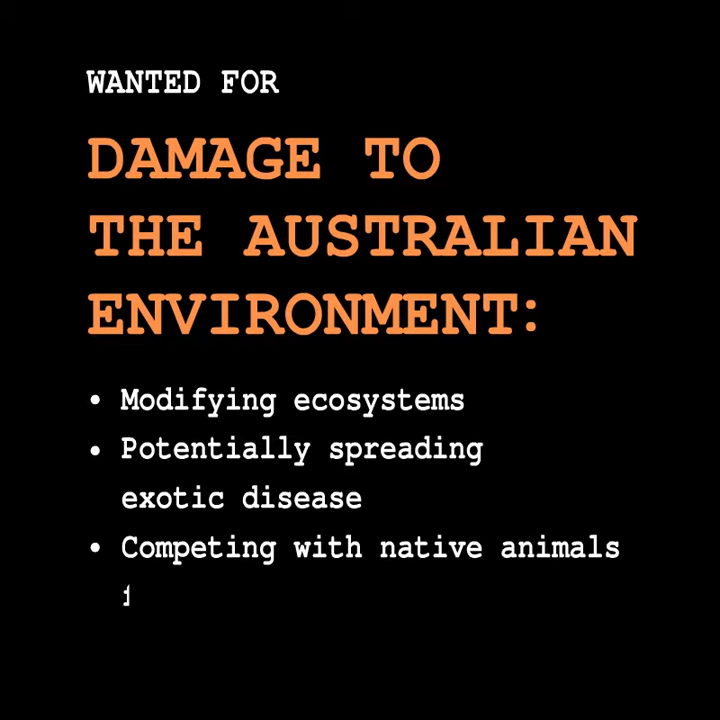 WANTED FOR
DAMAGE TO
THE AUSTRALIAN
ENVIRONMENT:
• Modifying ecosystems
• Potentially spreading
exotic disease
• Competing with native animals